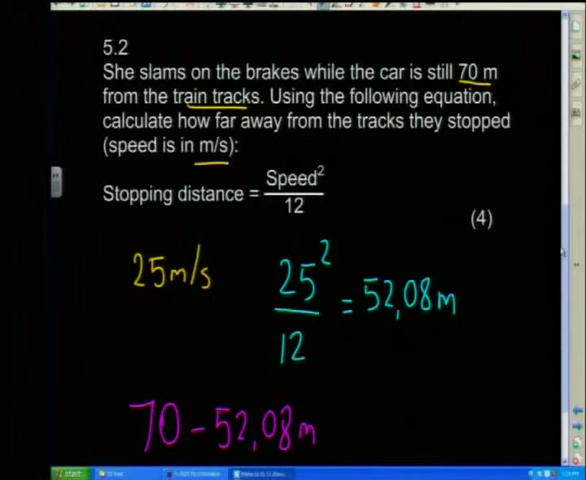 5.2
She slams on the brakes while the car is still 70 m
from the train tracks. Using the following equation,
calculate how far away from the tracks they stopped
(speed is in m/s):
Stopping distance = Speed²
12
(4)
25m/s
25²
12
= 52,08m
70 - 52,08m
start